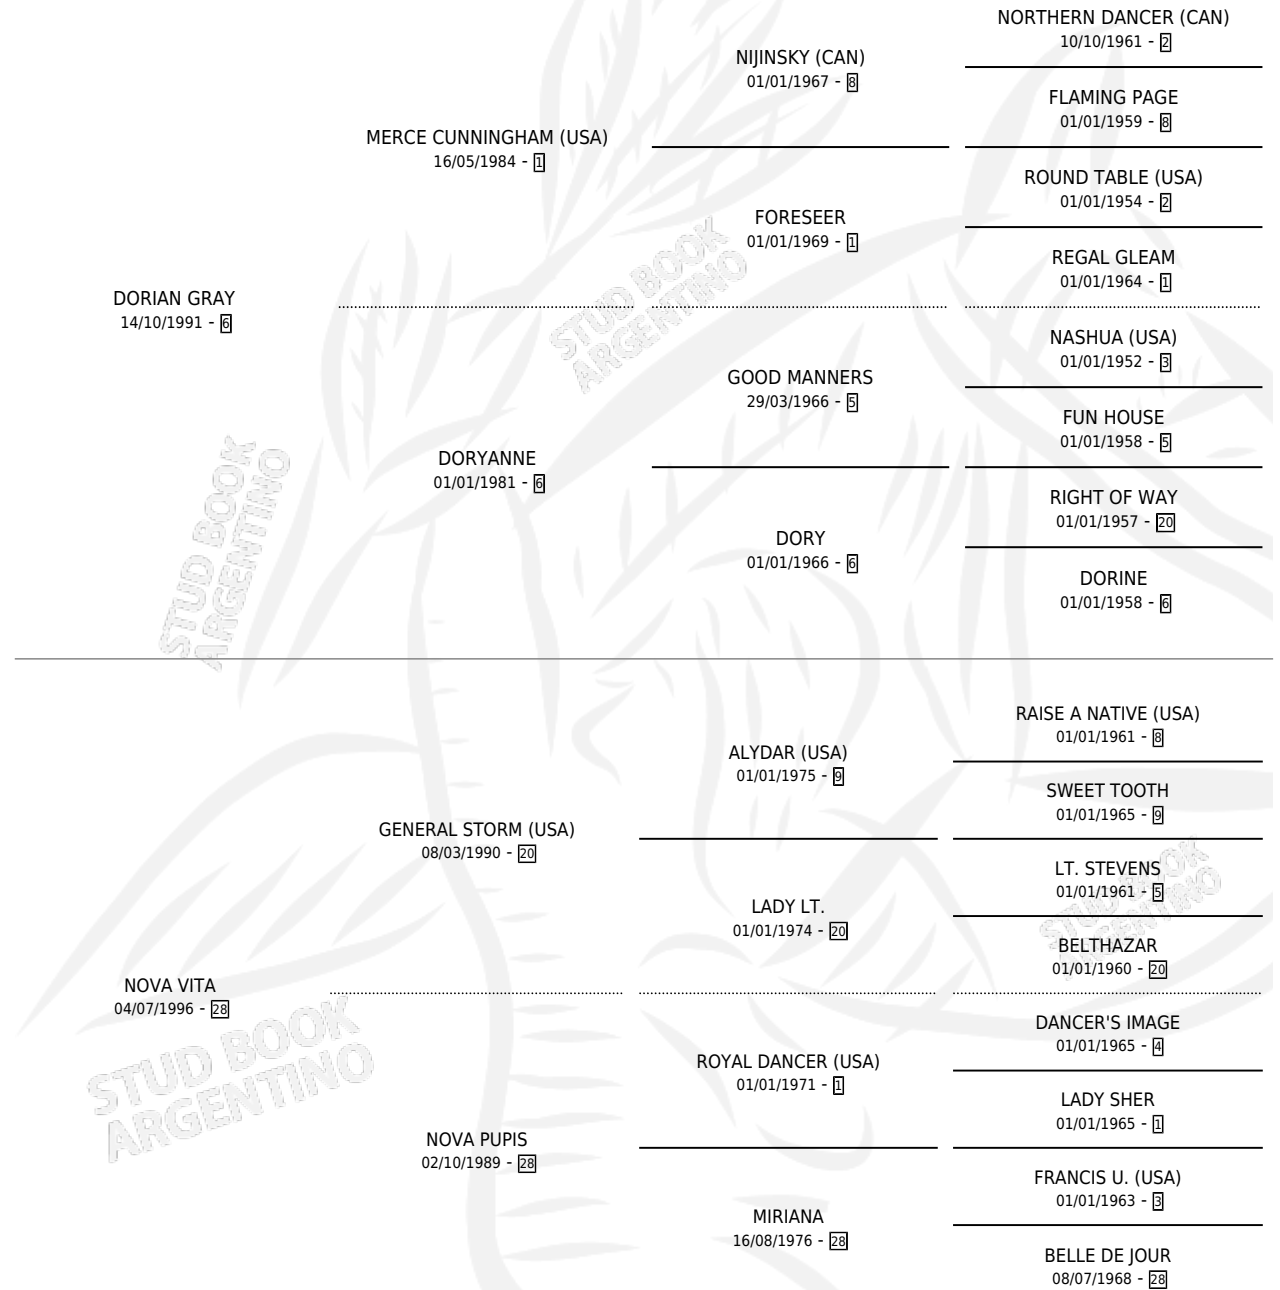 NORTHERN DANCER (CAN)
10/10/1961 - 2
NIJINSKY (CAN)
01/01/1967 - 8
FLAMING PAGE
01/01/1959 - 8
MERCE CUNNINGHAM (USA)
16/05/1984 - 1
ROUND TABLE (USA)
01/01/1954 - 2
FORESEER
01/01/1969 - 1
REGAL GLEAM
01/01/1964 - 1
DORIAN GRAY
14/10/1991 - 6
NASHUA (USA)
01/01/1952 - 3
GOOD MANNERS
29/03/1966 - 5
FUN HOUSE
01/01/1958 - 5
DORYANNE
01/01/1981 - 6
RIGHT OF WAY
01/01/1957 - 20
DORY
01/01/1966 - 6
DORINE
01/01/1958 - 6
RAISE A NATIVE (USA)
01/01/1961 - 8
ALYDAR (USA)
01/01/1975 - 9
SWEET TOOTH
01/01/1965 - 9
GENERAL STORM (USA)
08/03/1990 - 20
LT. STEVENS
01/01/1961 - 5
LADY LT.
01/01/1974 - 20
BELTHAZAR
01/01/1960 - 20
NOVA VITA
04/07/1996 - 28
DANCER'S IMAGE
01/01/1965 - 4
ROYAL DANCER (USA)
01/01/1971 - 1
LADY SHER
01/01/1965 - 1
NOVA PUPIS
02/10/1989 - 28
FRANCIS U. (USA)
01/01/1963 - 3
MIRIANA
16/08/1976 - 28
BELLE DE JOUR
08/07/1968 - 28
STUD BOOK
ARGENTINO
STUD BOOK
ARGENTINO
STUD BOOK
ARGENTINO
STUD BOOK
ARGENTINO